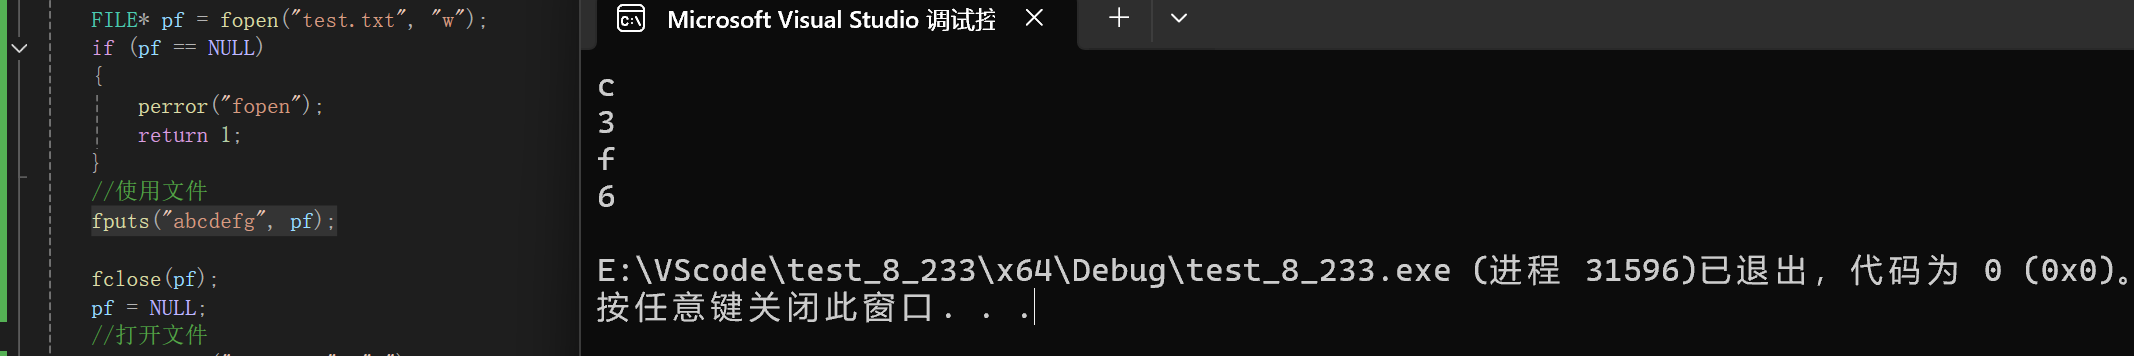 FILE* pf = fopen("test.txt", "w");
if (pf == NULL)
{
perror("fopen");
return 1;
}
//使用文件
fputs("abcdefg", pf);
fclose(pf);
pf = NULL;
//打开文件
Microsoft Visual Studio 调试控
c
3
f
6
E:\VScode\test_8_233\x64\Debug\test_8_233.exe (进程 31596)已退出，代码为 0 (0x0)。
按任意键关闭此窗口. . .